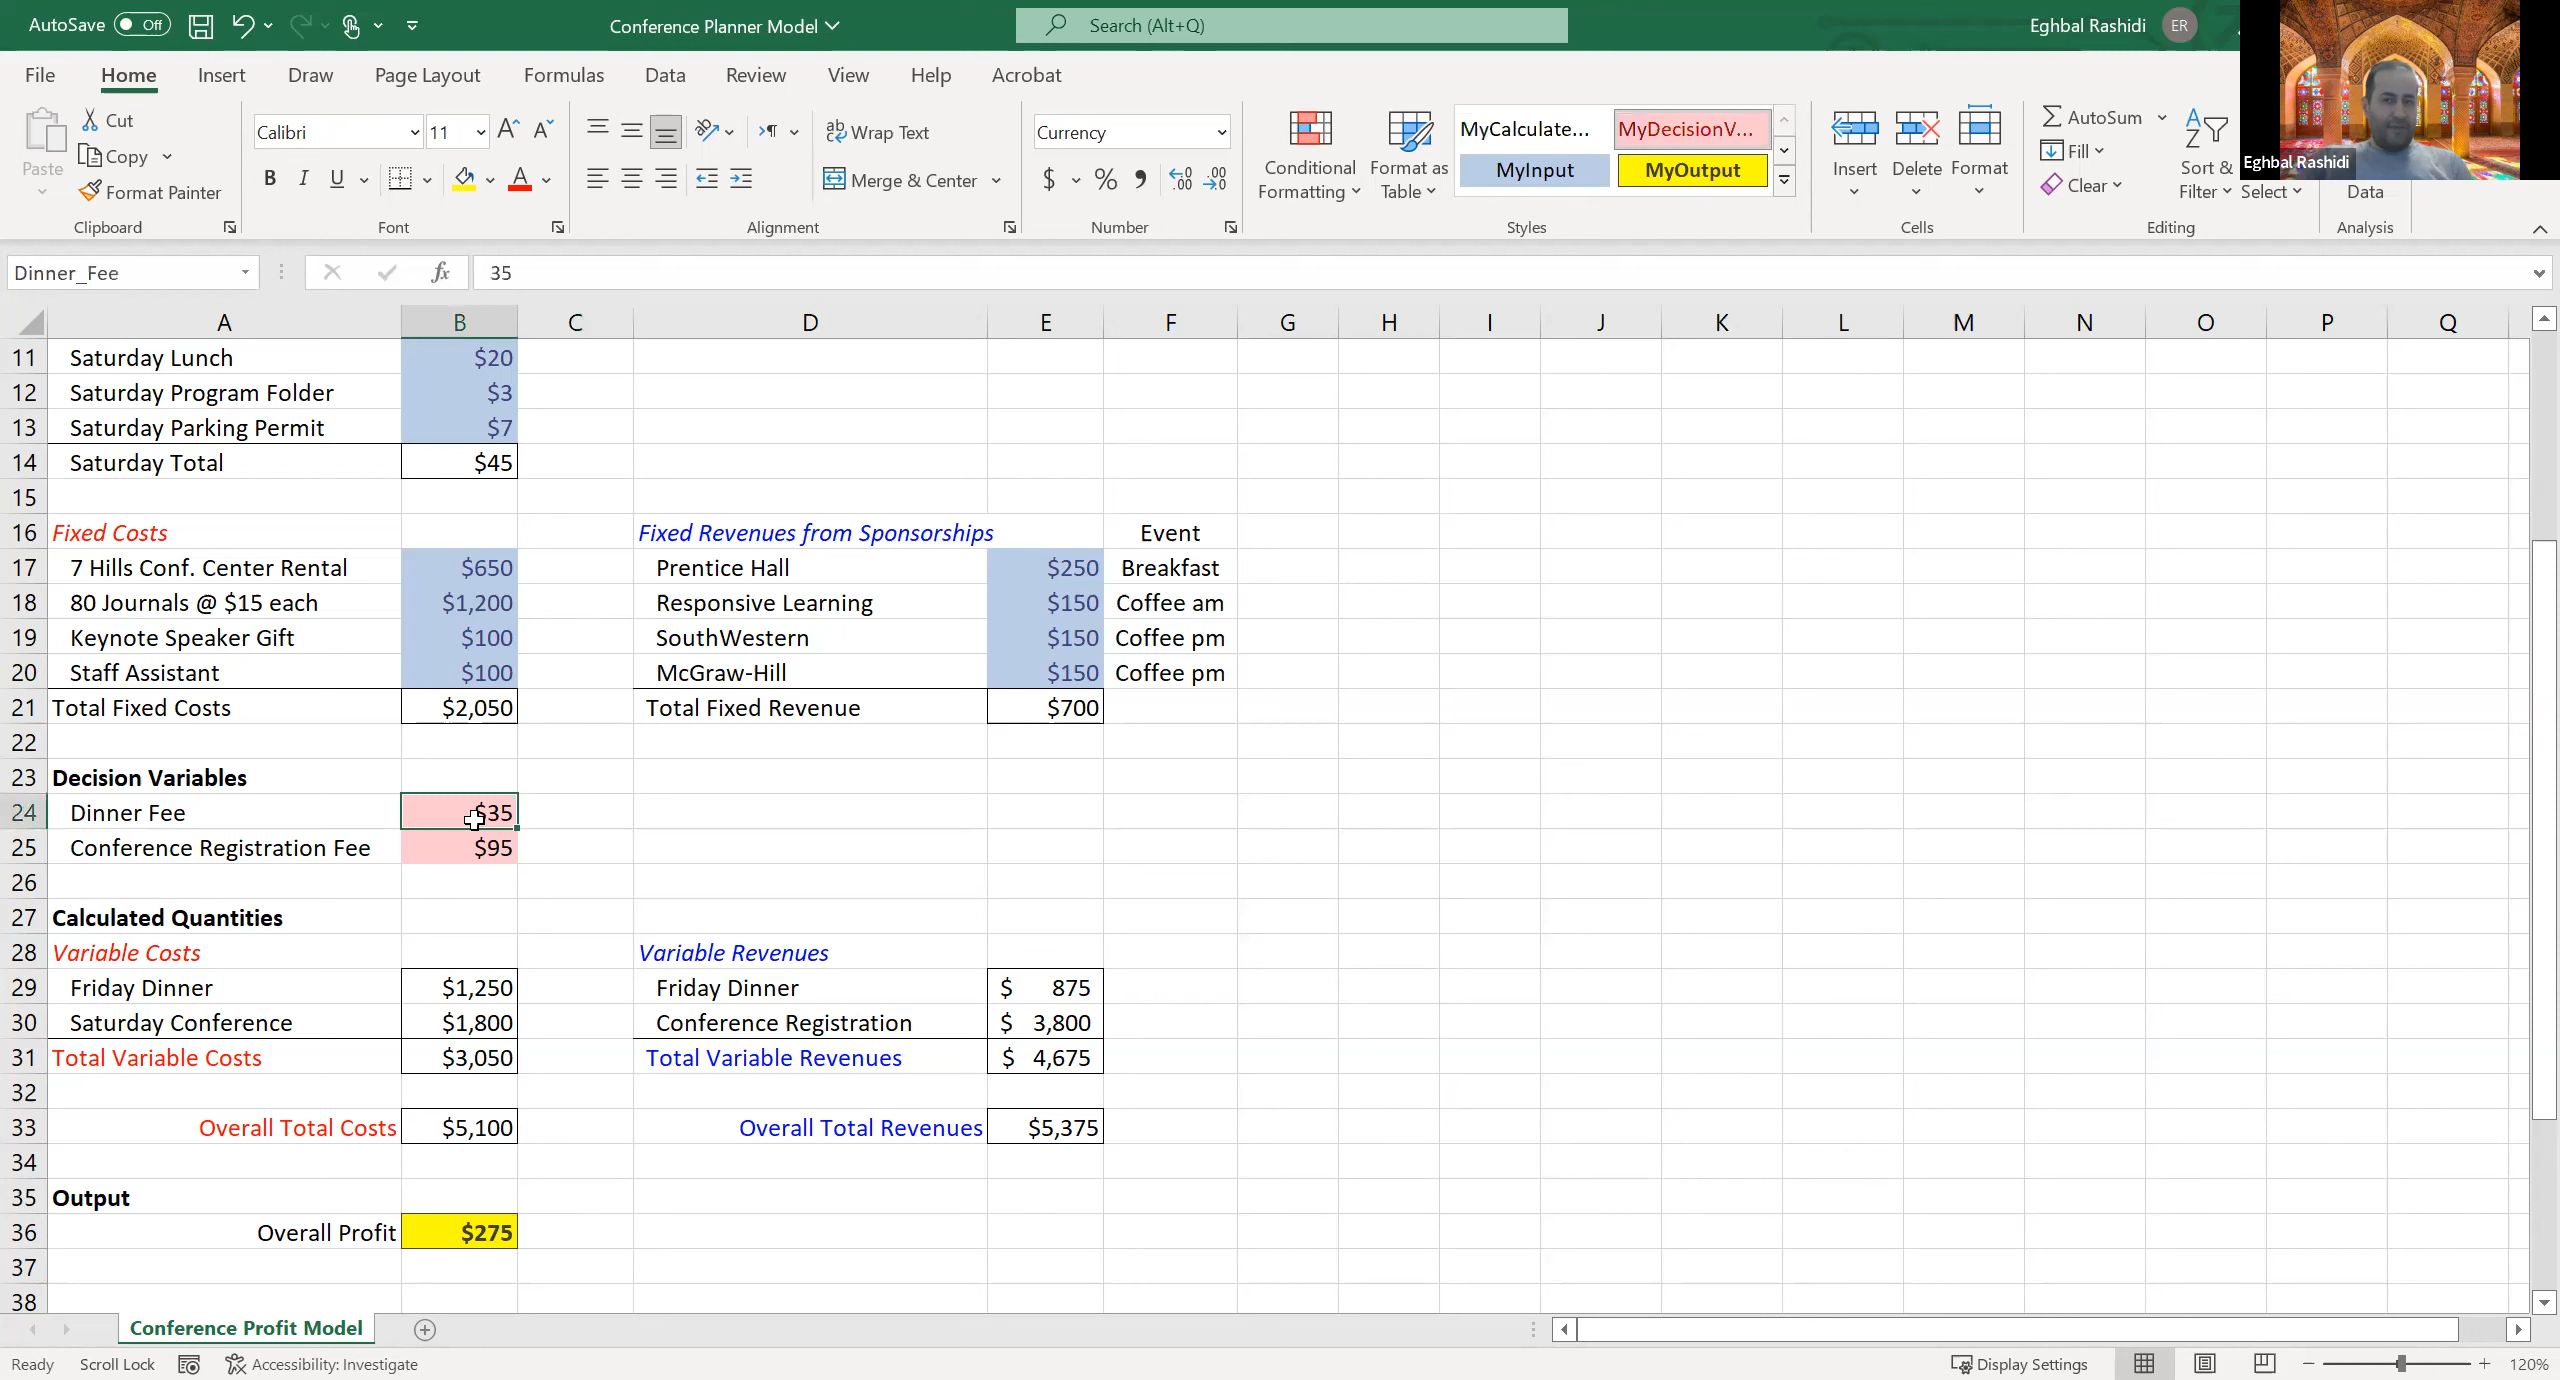 AutoSave Off Conference Planner Model Search (Alt+Q) Eghbal Rashidi ER
File Home Insert Draw Page Layout Formulas Data Review View Help Acrobat
Paste Cut Copy Format Painter
Clipboard
Calibri 11
B I U A
Font
ab Wrap Text
Merge & Center
Alignment
Currency
$ % , .00 .00
Number
Conditional Formatting Format as Table
MyCalculate... MyDecisionV...
MyInput MyOutput
Styles
Insert Delete Format
Cells
AutoSum
Fill
Clear
Sort & Filter Select
Editing
Data
Analysis
Eghbal Rashidi
Dinner_Fee fx 35
A B C D E F G H I J K L M N O P Q
11 Saturday Lunch $20
12 Saturday Program Folder $3
13 Saturday Parking Permit $7
14 Saturday Total $45
15
16 Fixed Costs Fixed Revenues from Sponsorships Event
17 7 Hills Conf. Center Rental $650 Prentice Hall $250 Breakfast
18 80 Journals @ $15 each $1,200 Responsive Learning $150 Coffee am
19 Keynote Speaker Gift $100 SouthWestern $150 Coffee pm
20 Staff Assistant $100 McGraw-Hill $150 Coffee pm
21 Total Fixed Costs $2,050 Total Fixed Revenue $700
22
23 Decision Variables
24 Dinner Fee $35
25 Conference Registration Fee $95
26
27 Calculated Quantities
28 Variable Costs Variable Revenues
29 Friday Dinner $1,250 Friday Dinner $ 875
30 Saturday Conference $1,800 Conference Registration $ 3,800
31 Total Variable Costs $3,050 Total Variable Revenues $ 4,675
32
33 Overall Total Costs $5,100 Overall Total Revenues $5,375
34
35 Output
36 Overall Profit $275
37
38
Conference Profit Model
Ready Scroll Lock Accessibility: Investigate Display Settings 120%